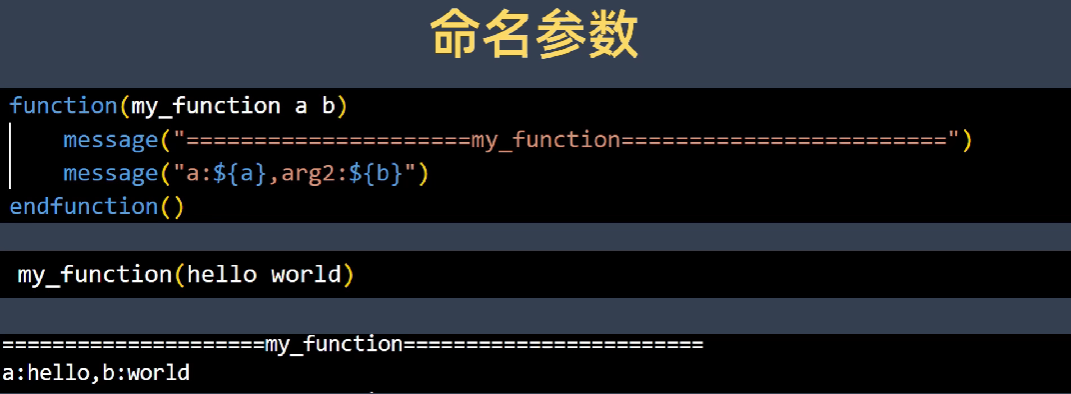 命名参数
function(my_function a b)
    message("=====================my_function========================")
    message("a:${a},arg2:${b}")
endfunction()
my_function(hello world)
=====================my_function========================
a:hello,b:world